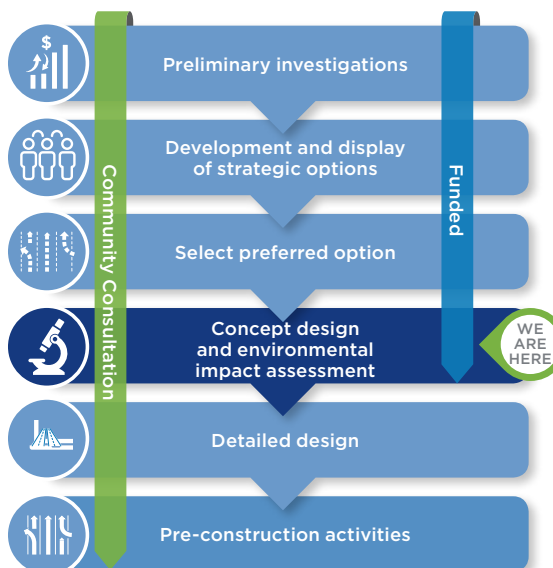 $
Preliminary investigations
Development and display
of strategic options
Select preferred option
Concept design
and environmental
impact assessment
Detailed design
Pre-construction activities
Community Consultation
Funded
WE
ARE
HERE